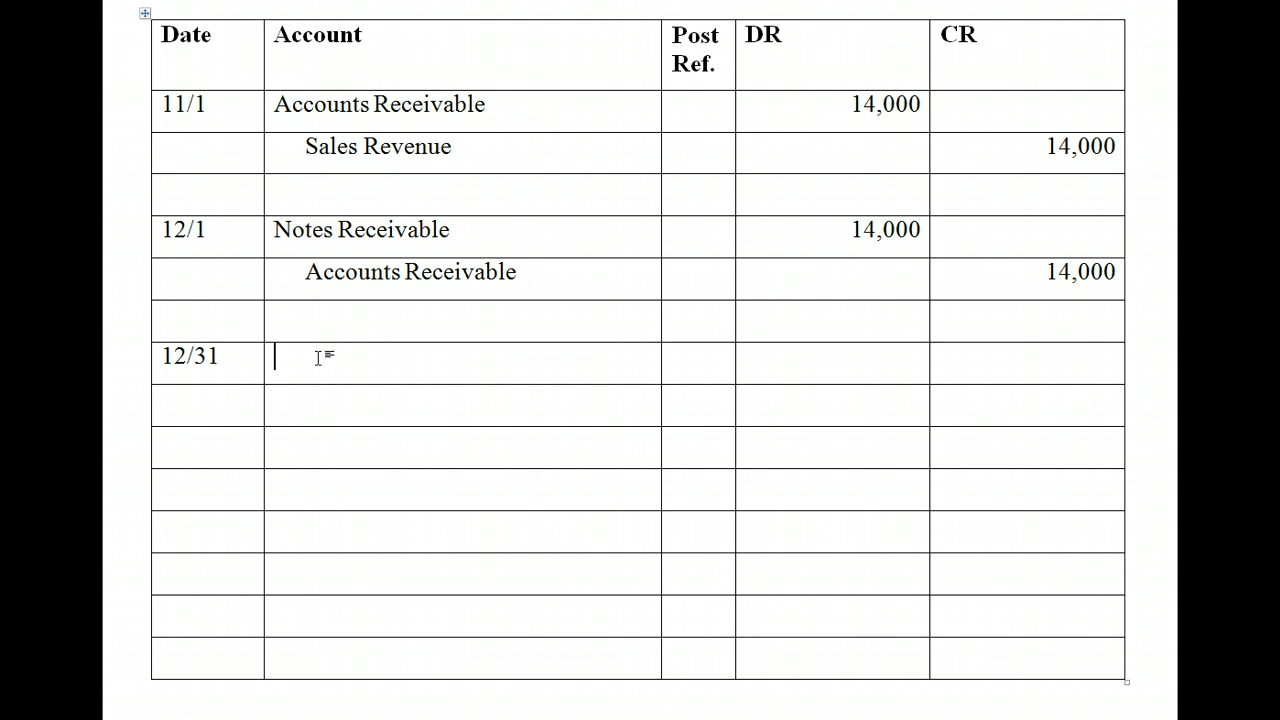 Date Account Post Ref. DR CR
11/1 Accounts Receivable 14,000
Sales Revenue 14,000
12/1 Notes Receivable 14,000
Accounts Receivable 14,000
12/31